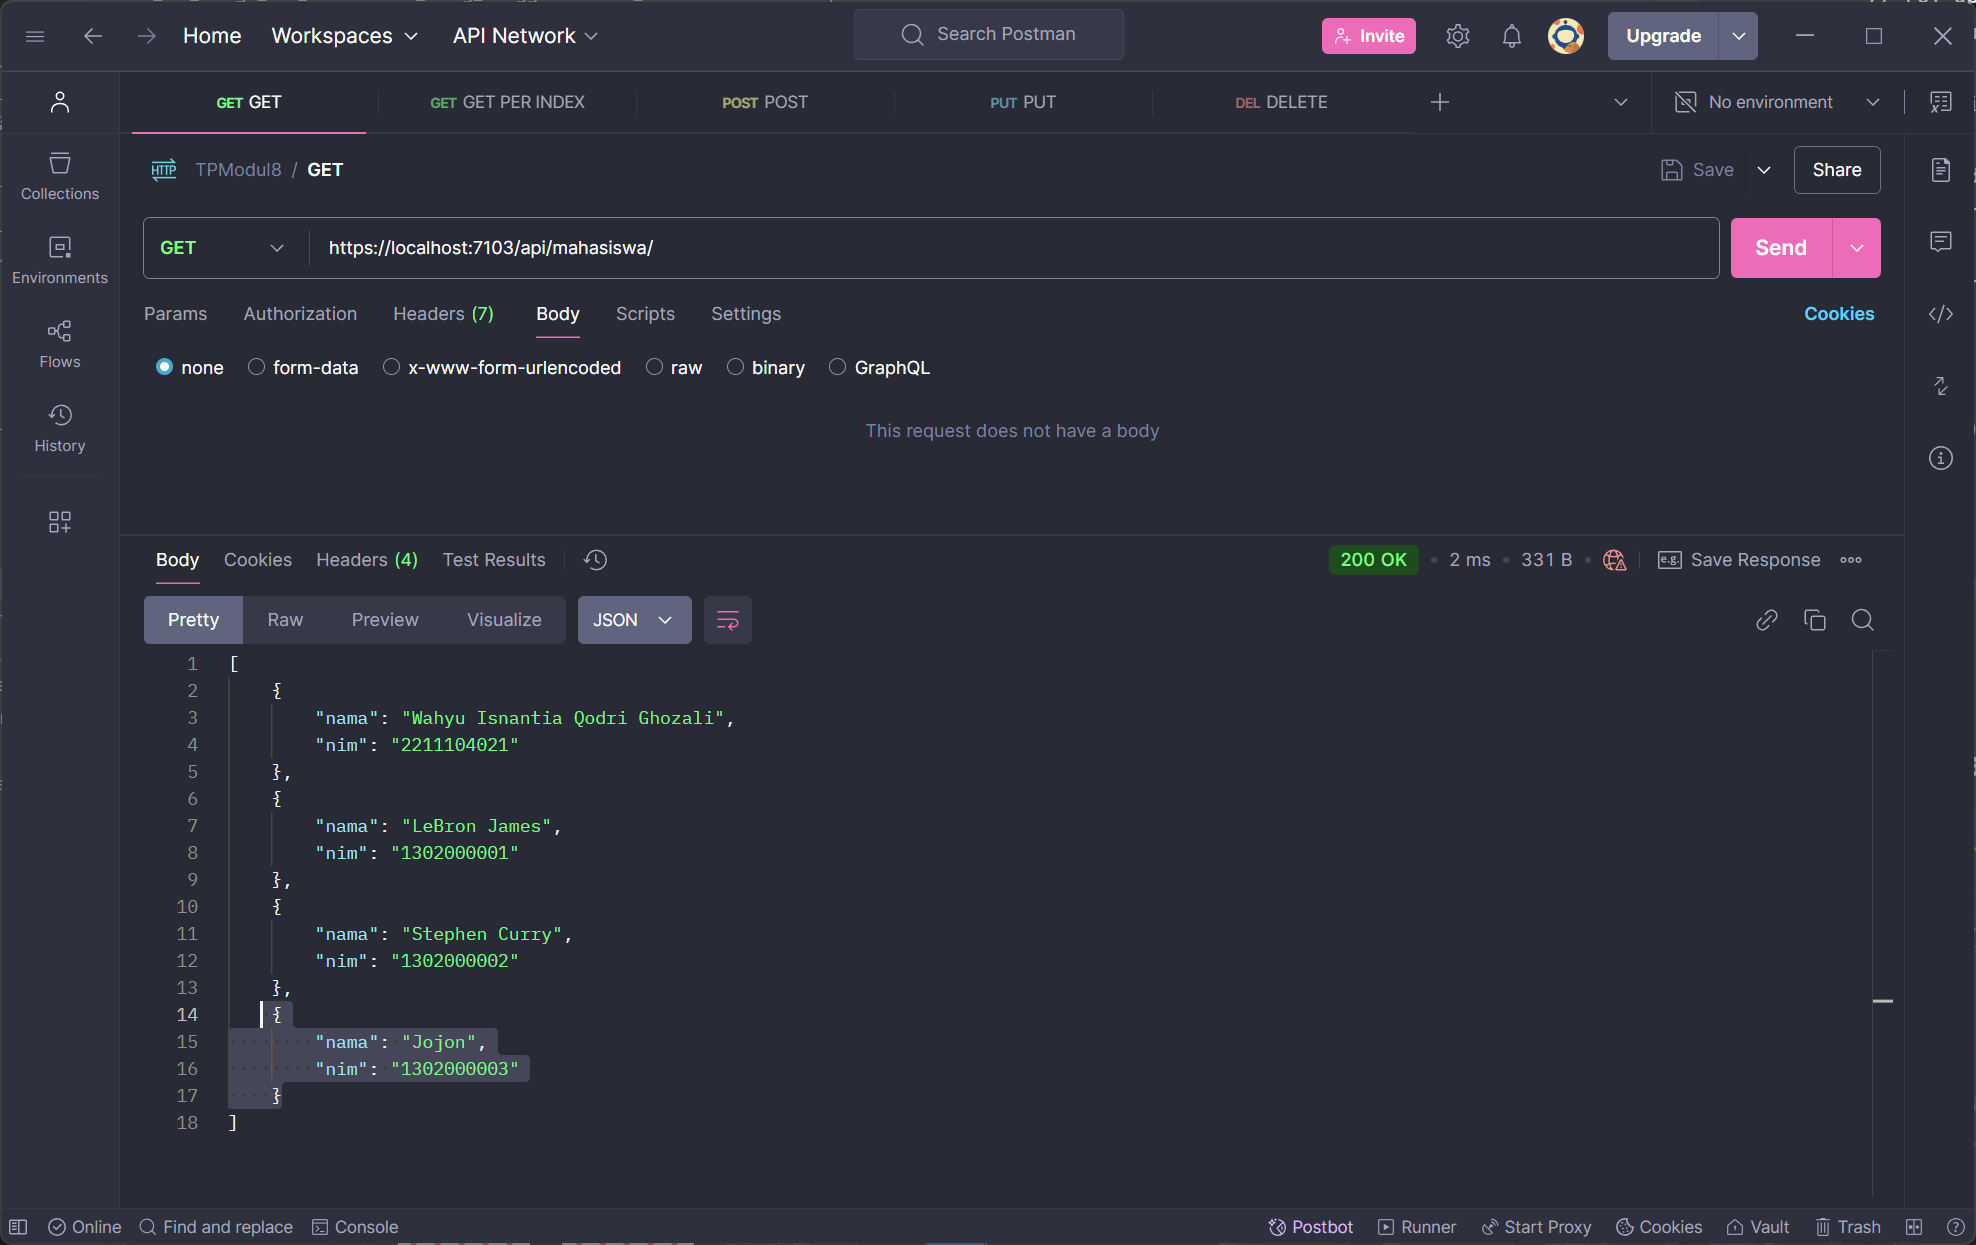 Home Workspaces API Network Search Postman Invite Upgrade
GET GET GET GET PER INDEX POST POST PUT PUT DEL DELETE No environment
HTTP TPModul8 / GET Save Share
Collections
GET https://localhost:7103/api/mahasiswa/ Send
Environments
Params Authorization Headers (7) Body Scripts Settings Cookies
Flows
none form-data x-www-form-urlencoded raw binary GraphQL
This request does not have a body
History
Body Cookies Headers (4) Test Results 200 OK • 2 ms • 331 B • e.g. Save Response
Pretty Raw Preview Visualize JSON
1 [
2 {
3 "nama": "Wahyu Isnantia Qodri Ghozali",
4 "nim": "2211104021"
5 },
6 {
7 "nama": "LeBron James",
8 "nim": "1302000001"
9 },
10 {
11 "nama": "Stephen Curry",
12 "nim": "1302000002"
13 },
14 {
15 "nama": "Jojon",
16 "nim": "1302000003"
17 }
18 ]
Online Find and replace Console Postbot Runner Start Proxy Cookies Vault Trash